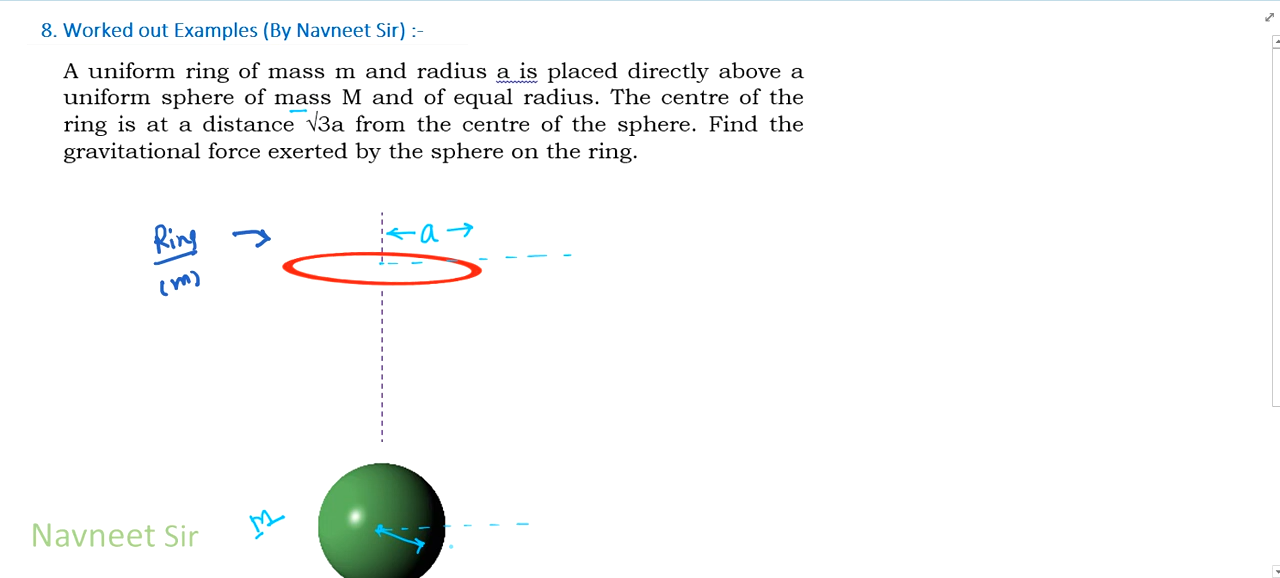 8. Worked out Examples (By Navneet Sir) :-
A uniform ring of mass m and radius a is placed directly above a
uniform sphere of mass M and of equal radius. The centre of the
ring is at a distance √3a from the centre of the sphere. Find the
gravitational force exerted by the sphere on the ring.
Ring
(m)
a
M
Navneet Sir